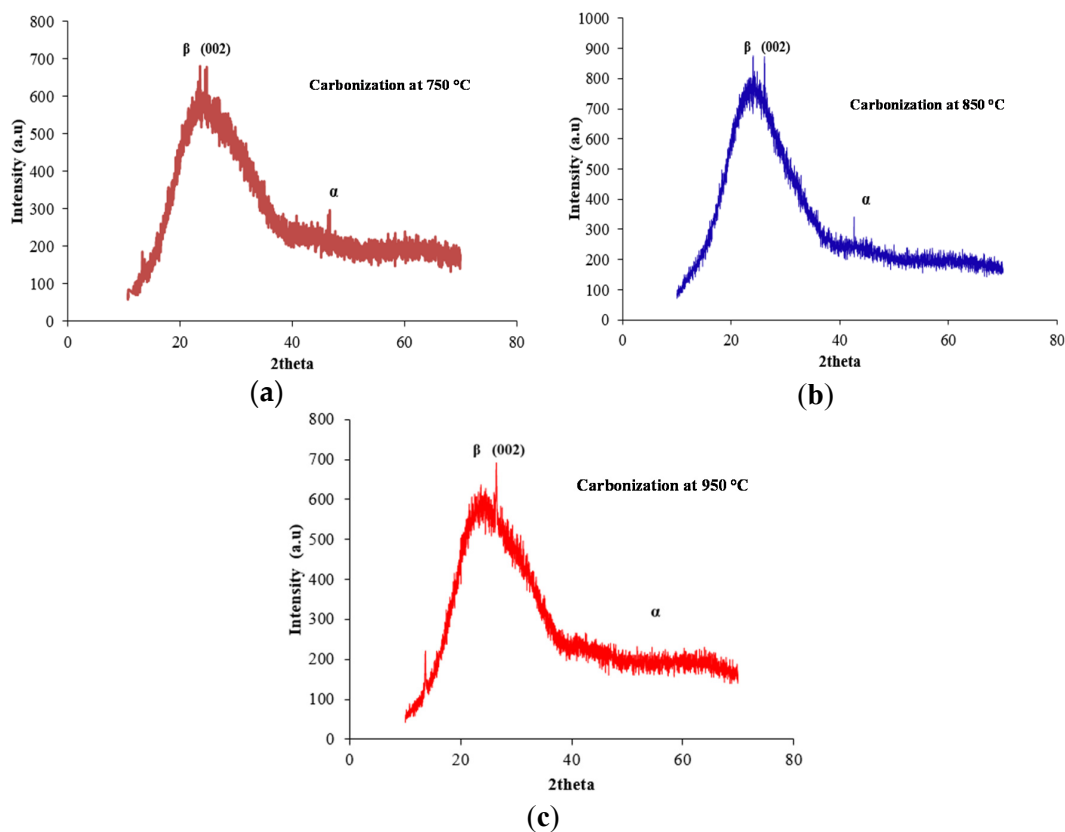 800
700
600
500
400
300
200
100
0
Intensity (a.u)
β (002)
Carbonization at 750 °C
α
0 20 40 60 80
2theta
(a)
1000
900
800
700
600
500
400
300
200
100
0
Intensity (a.u)
β (002)
Carbonization at 850 °C
α
0 20 40 60 80
2theta
(b)
800
700
600
500
400
300
200
100
0
Intensity (a.u)
β (002)
Carbonization at 950 °C
α
0 20 40 60 80
2theta
(c)